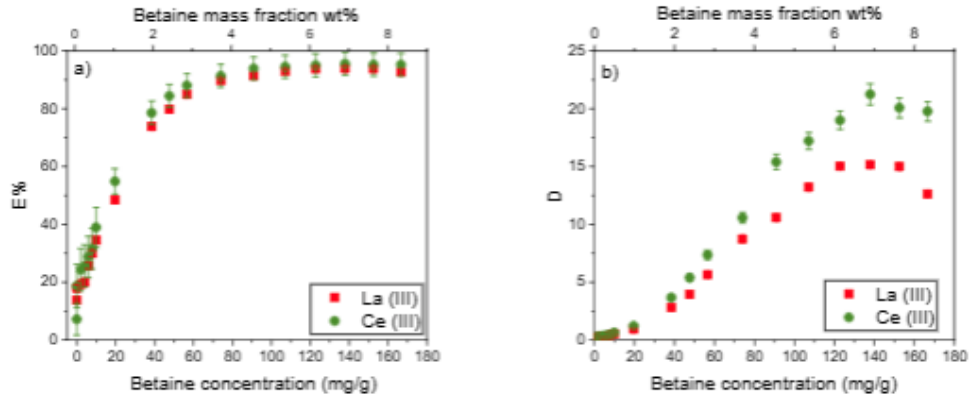 Betaine mass fraction wt%
0 2 4 6 8
100
80
60
40
20
0
E%
a)
La (III)
Ce (III)
0 20 40 60 80 100 120 140 160 180
Betaine concentration (mg/g)
Betaine mass fraction wt%
0 2 4 6 8
25
20
15
10
5
0
D
b)
La (III)
Ce (III)
0 20 40 60 80 100 120 140 160 180
Betaine concentration (mg/g)